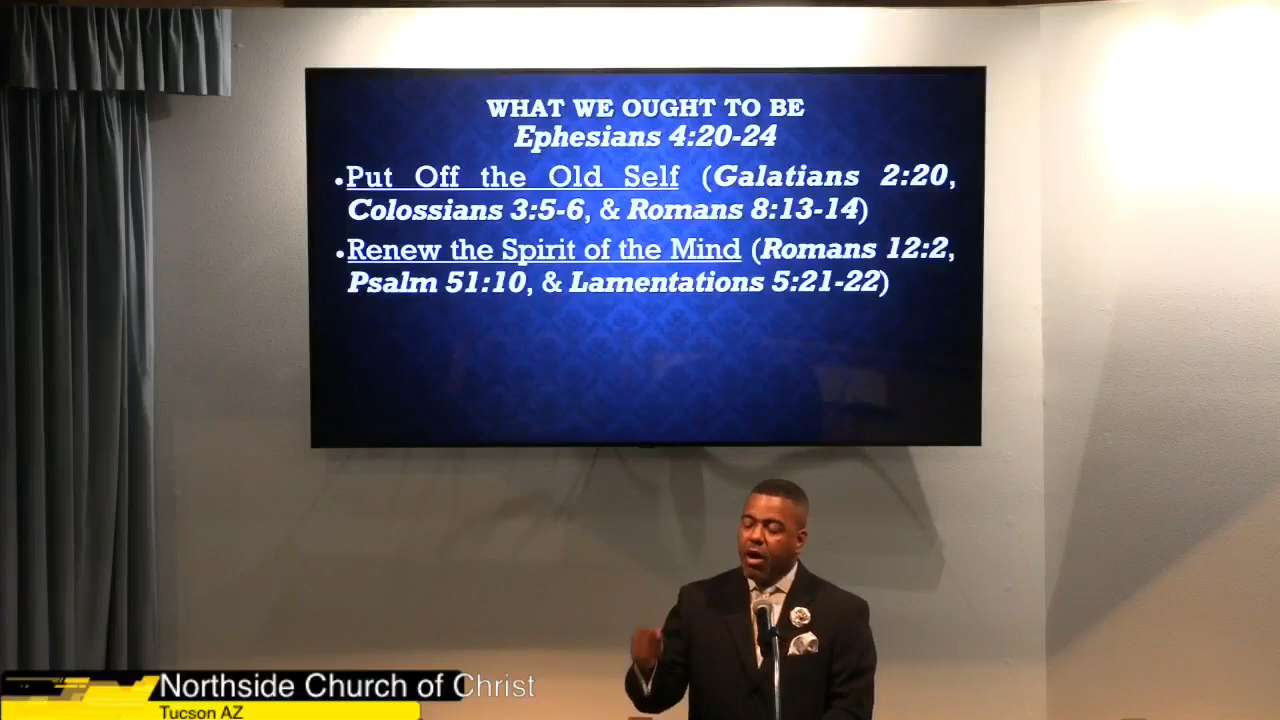 WHAT WE OUGHT TO BE
Ephesians 4:20-24
•Put Off the Old Self (Galatians 2:20,
Colossians 3:5-6, & Romans 8:13-14)
•Renew the Spirit of the Mind (Romans 12:2,
Psalm 51:10, & Lamentations 5:21-22)
Northside Church of Christ
Tucson AZ